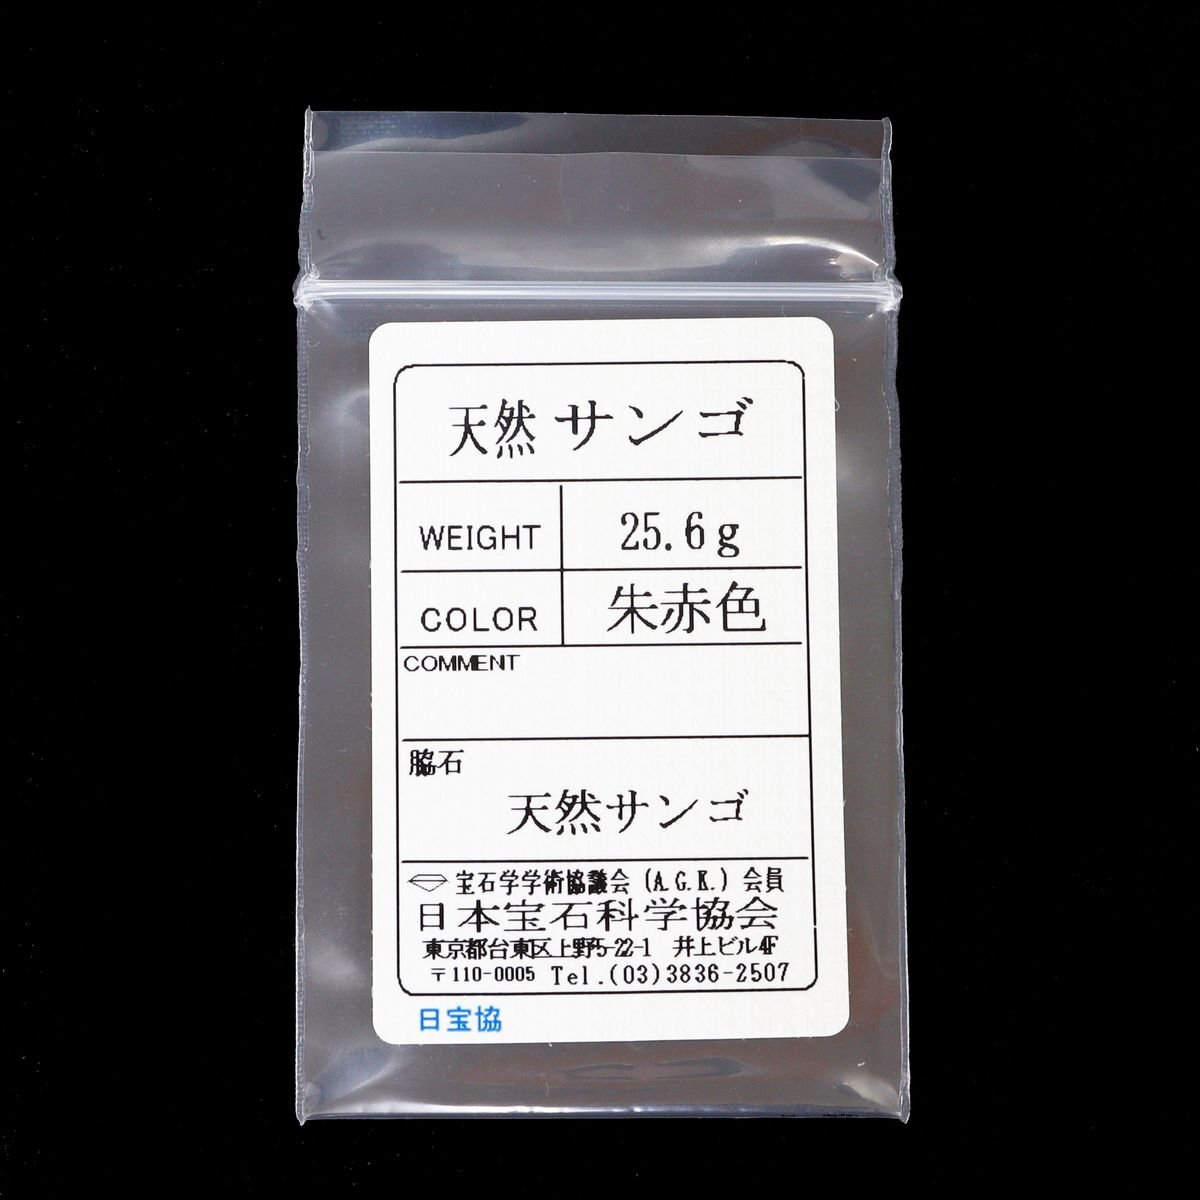 天然 サンゴ
WEIGHT 25.6g
COLOR 朱赤色
COMMENT
脇石
天然サンゴ
宝石学学術協議会 (A.G.K.) 会員
日本宝石科学協会
東京都台東区上野5-22-1 井上ビル4F
〒110-0005 Tel.(03)3836-2507
日宝協